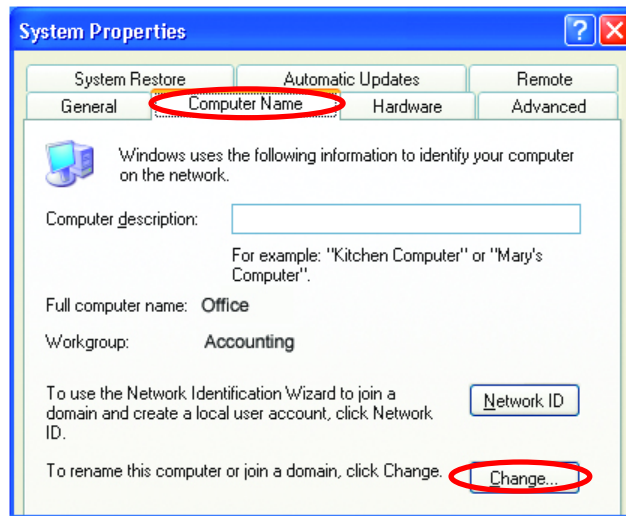 System Properties
System Restore Automatic Updates Remote
General Computer Name Hardware Advanced
Windows uses the following information to identify your computer
on the network.
Computer description:
For example: "Kitchen Computer" or "Mary's
Computer".
Full computer name: Office
Workgroup: Accounting
To use the Network Identification Wizard to join a
domain and create a local user account, click Network
ID.
Network ID
To rename this computer or join a domain, click Change.
Change...